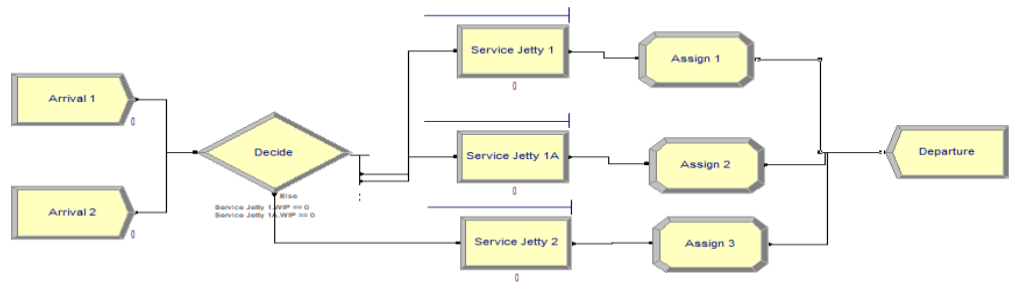 Service Jetty 1
Assign 1
0
Arrival 1
0
Decide
Service Jetty 1A
Assign 2
Departure
0
Else
Service Jetty 1.WIP == 0
Service Jetty 1A.WIP == 0
Arrival 2
0
Service Jetty 2
Assign 3
0